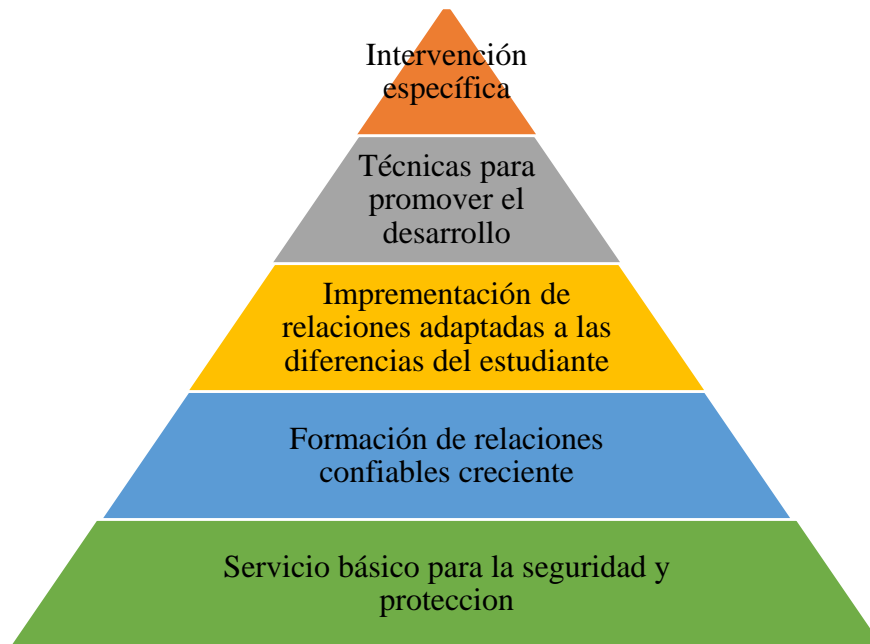 Intervención
específica
Técnicas para
promover el
desarrollo
Imprementación de
relaciones adaptadas a las
diferencias del estudiante
Formación de relaciones
confiables creciente
Servicio básico para la seguridad y
proteccion